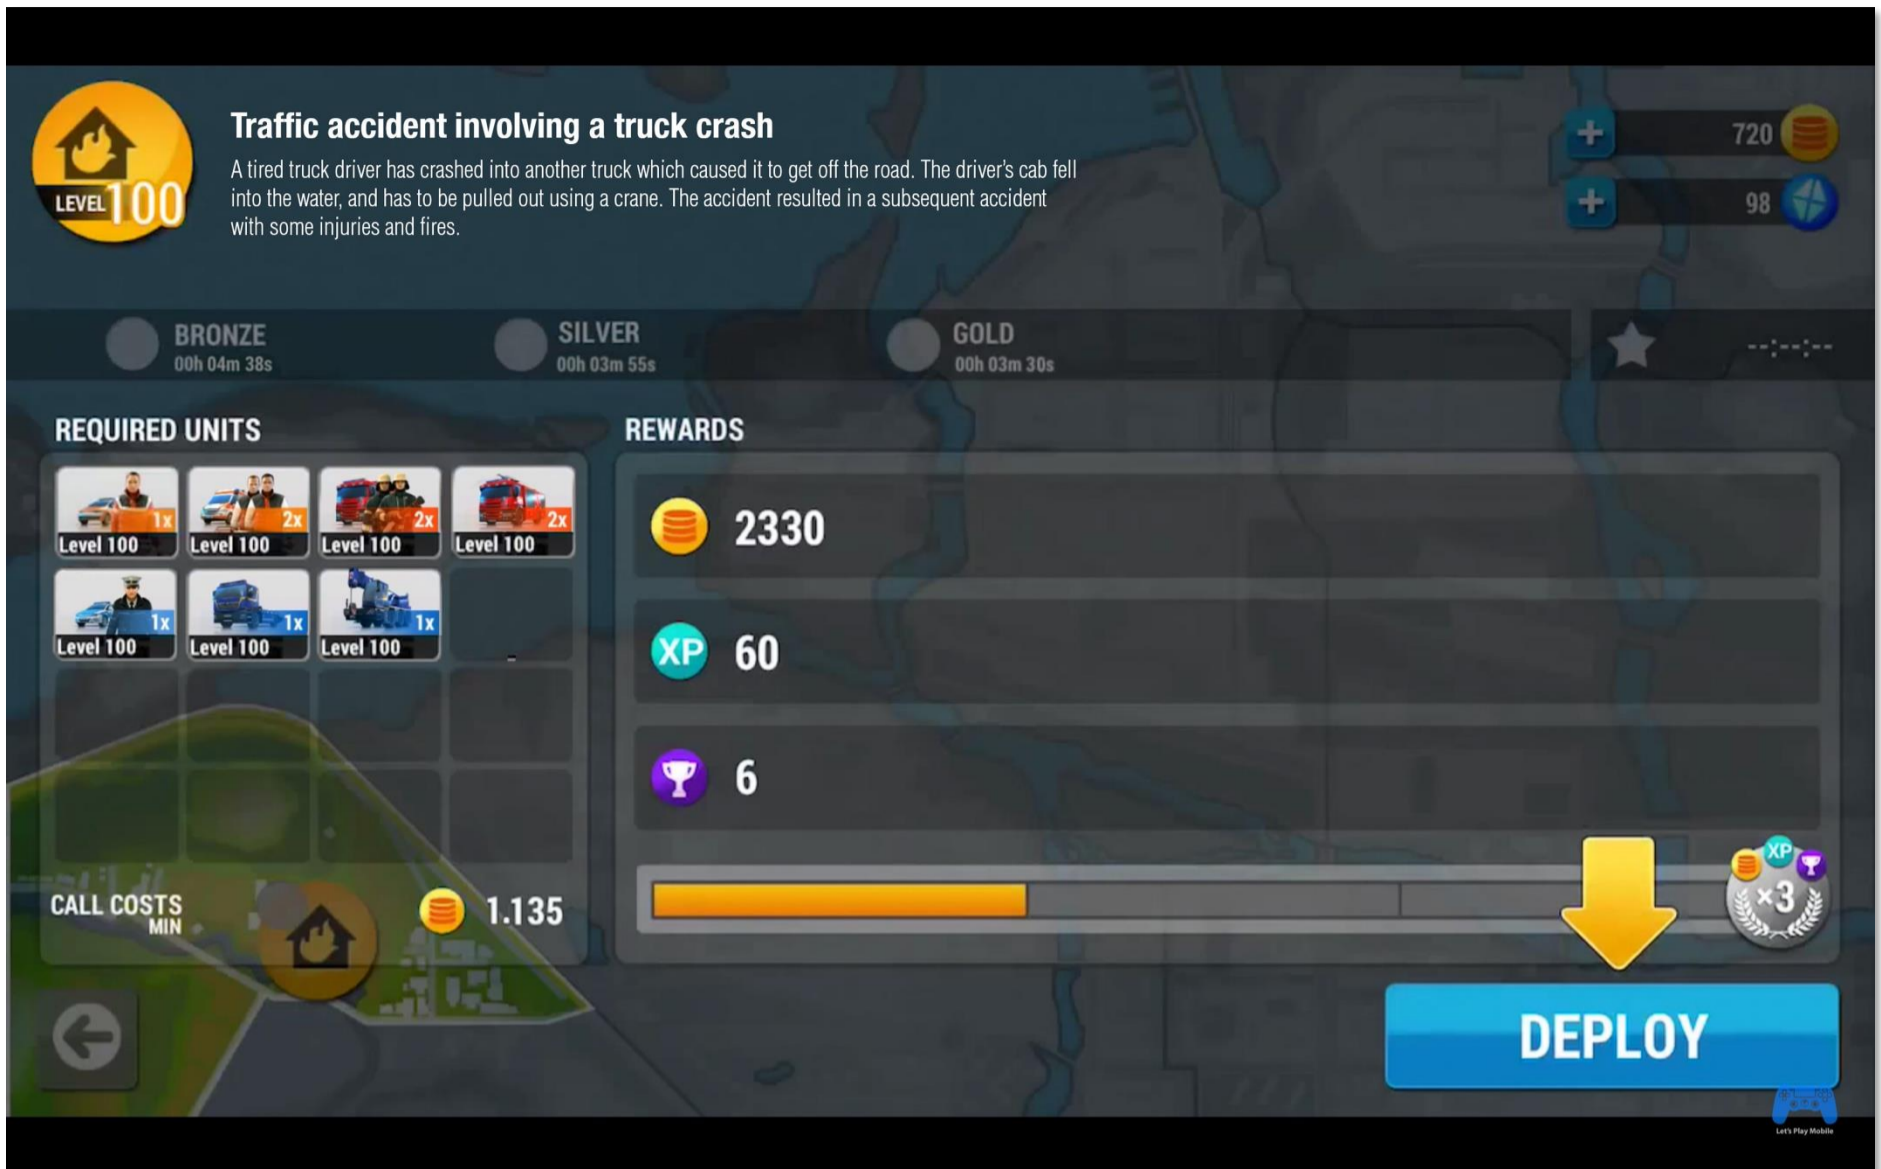 Traffic accident involving a truck crash
A tired truck driver has crashed into another truck which caused it to get off the road. The driver's cab fell
into the water, and has to be pulled out using a crane. The accident resulted in a subsequent accident
with some injuries and fires.
LEVEL 100
720
98
BRONZE
00h 04m 38s
SILVER
00h 03m 55s
GOLD
00h 03m 30s
--:--:--
REQUIRED UNITS
1x
Level 100
2x
Level 100
2x
Level 100
2x
Level 100
1x
Level 100
1x
Level 100
1x
Level 100
CALL COSTS
MIN
1.135
REWARDS
2330
XP
60
6
XP
×3
DEPLOY
Let's Play Mobile